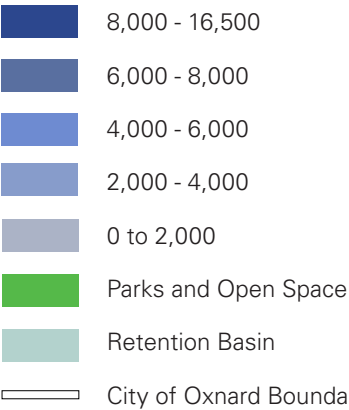 8,000 - 16,500
6,000 - 8,000
4,000 - 6,000
2,000 - 4,000
0 to 2,000
Parks and Open Space
Retention Basin
City of Oxnard Bounda